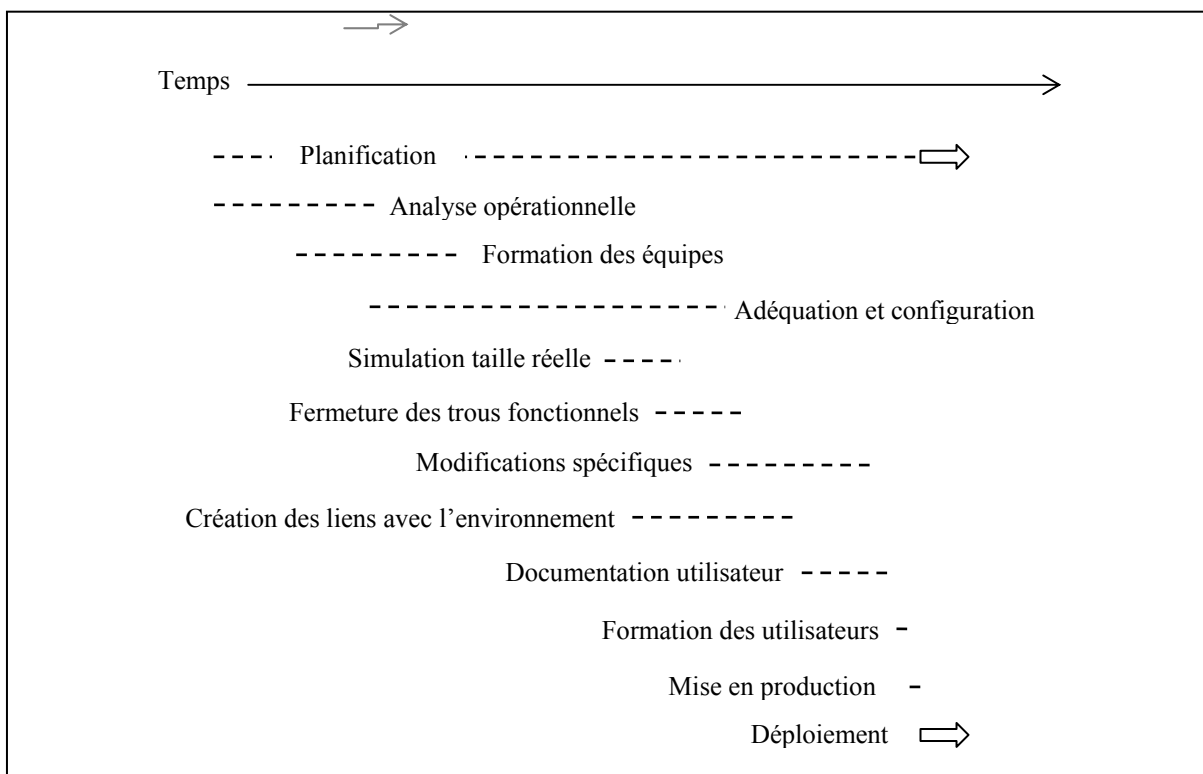 Temps
Planification
Analyse opérationnelle
Formation des équipes
Adéquation et configuration
Simulation taille réelle
Fermeture des trous fonctionnels
Modifications spécifiques
Création des liens avec l’environnement
Documentation utilisateur
Formation des utilisateurs
Mise en production
Déploiement